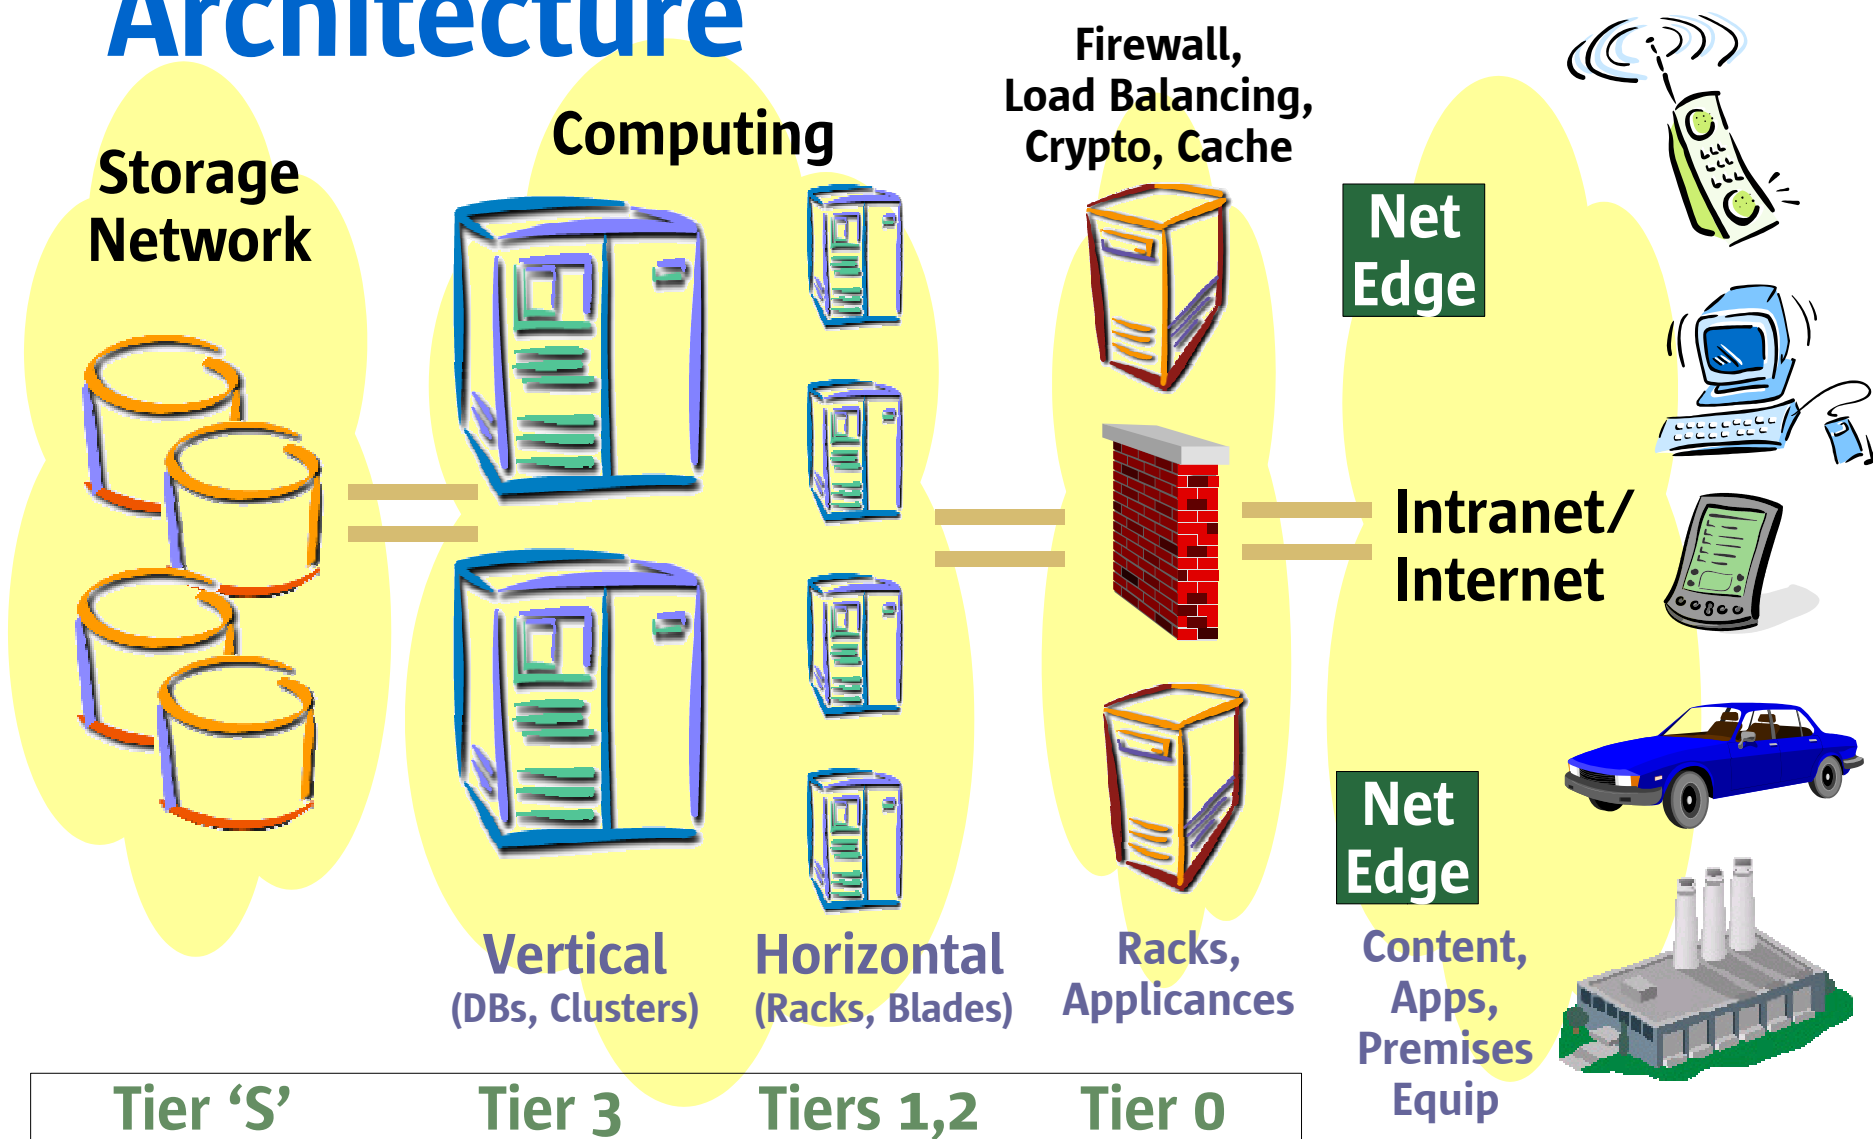 Architecture
Storage
Network
Computing
Firewall,
Load Balancing,
Crypto, Cache
Net
Edge
Intranet/
Internet
Net
Edge
Vertical
(DBs, Clusters)
Horizontal
(Racks, Blades)
Racks,
Applicances
Content,
Apps,
Premises
Equip
Tier ‘S’
Tier 3
Tiers 1,2
Tier 0